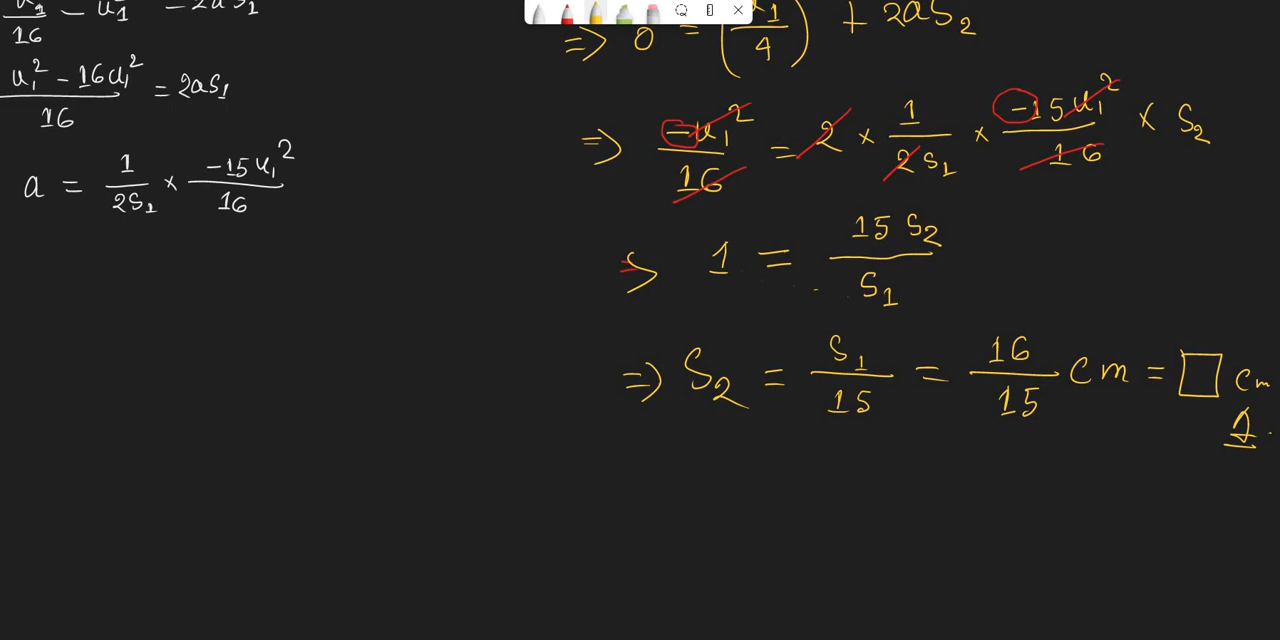 u₁²/16 - u₁² = 2as₁
(u₁² - 16u₁²)/16 = 2as₁
a = 1/(2s₁) × (-15u₁²)/16
=> 0 = (u₁/4) + 2as₂
=> -u₁²/16 = 2 × 1/(2s₁) × (-15u₁²)/16 × s₂
=> 1 = 15s₂/s₁
=> s₂ = s₁/15 = 16/15 cm = □ cm